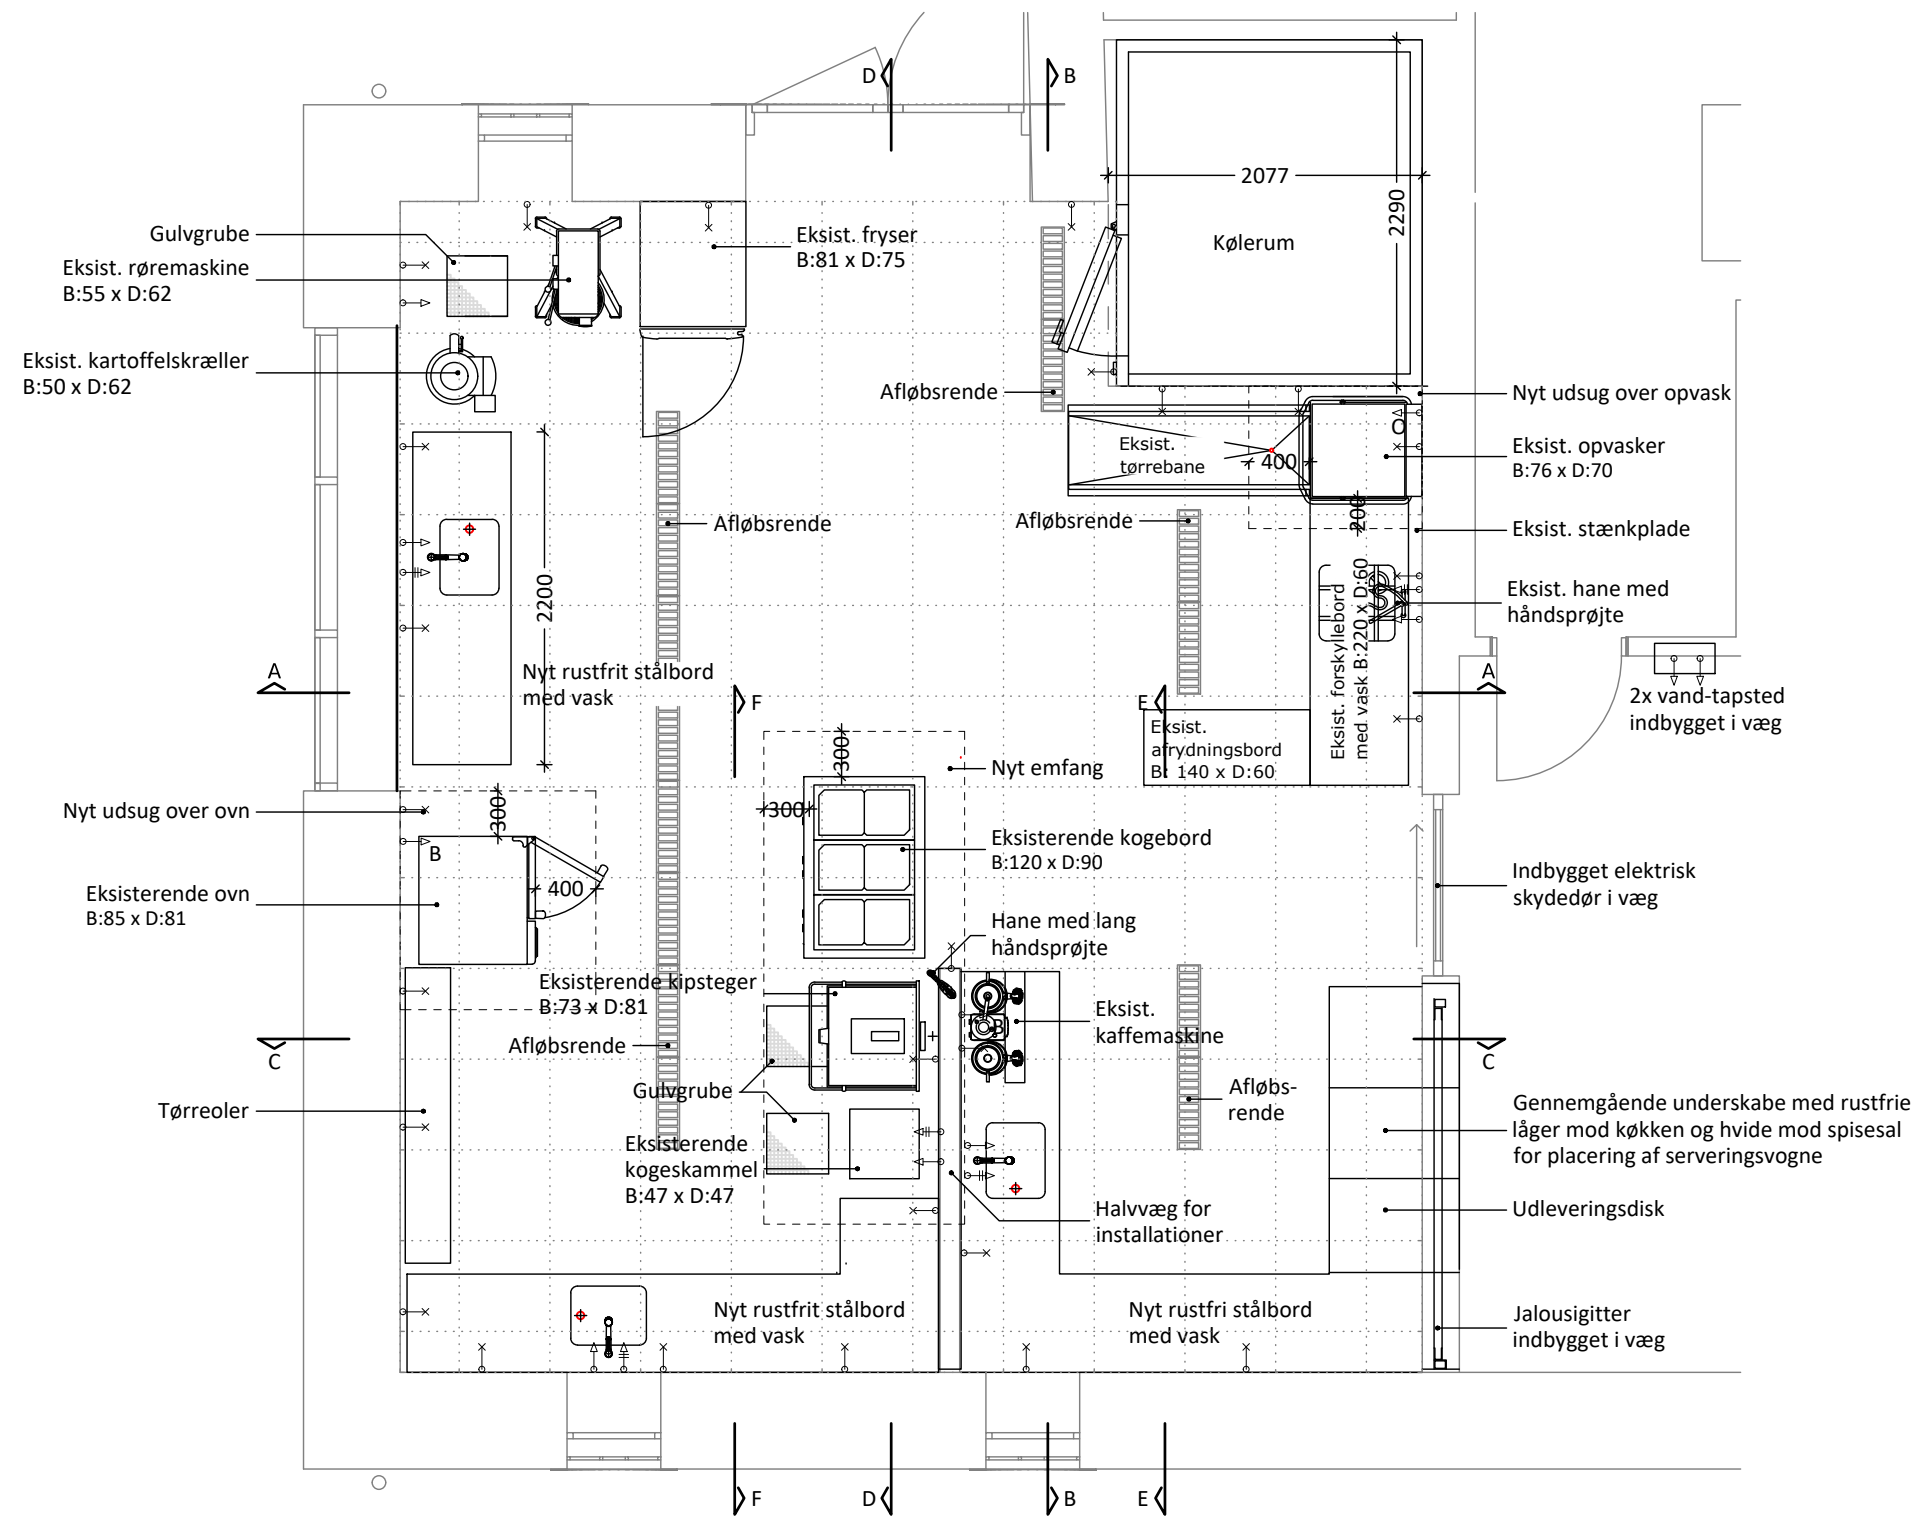 D
B
2077
2290
Kølerum
Gulvgrube
Eksist. røremaskine
B:55 x D:62
Eksist. fryser
B:81 x D:75
Eksist. kartoffelskræller
B:50 x D:62
Afløbsrende
Nyt udsug over opvask
Eksist.
tørrebane
400
O
Eksist. opvasker
B:76 x D:70
200
Afløbsrende
Afløbsrende
Eksist. stænkplade
2200
Eksist. forskyllebord
med vask B:220 x D:60
Eksist. hane med
håndsprøjte
A
Nyt rustfrit stålbord
med vask
F
E
A
2x vand-tapsted
indbygget i væg
Eksist.
afrydningsbord
B: 140 x D:60
300
Nyt emfang
Nyt udsug over ovn
300
300
B
Eksisterende kogebord
B:120 x D:90
Eksisterende ovn
B:85 x D:81
400
Indbygget elektrisk
skydedør i væg
Hane med lang
håndsprøjte
Eksisterende kipsteger
B:73 x D:81
B
Eksist.
kaffemaskine
C
Afløbsrende
C
Gulvgrube
Afløbs-
rende
Tørreoler
Gennemgående underskabe med rustfrie
låger mod køkken og hvide mod spisesal
for placering af serveringsvogne
Eksisterende
kogeskammel
B:47 x D:47
Halvvæg for
installationer
Udleveringsdisk
Nyt rustfrit stålbord
med vask
Nyt rustfri stålbord
med vask
Jalousigitter
indbygget i væg
F
D
B
E